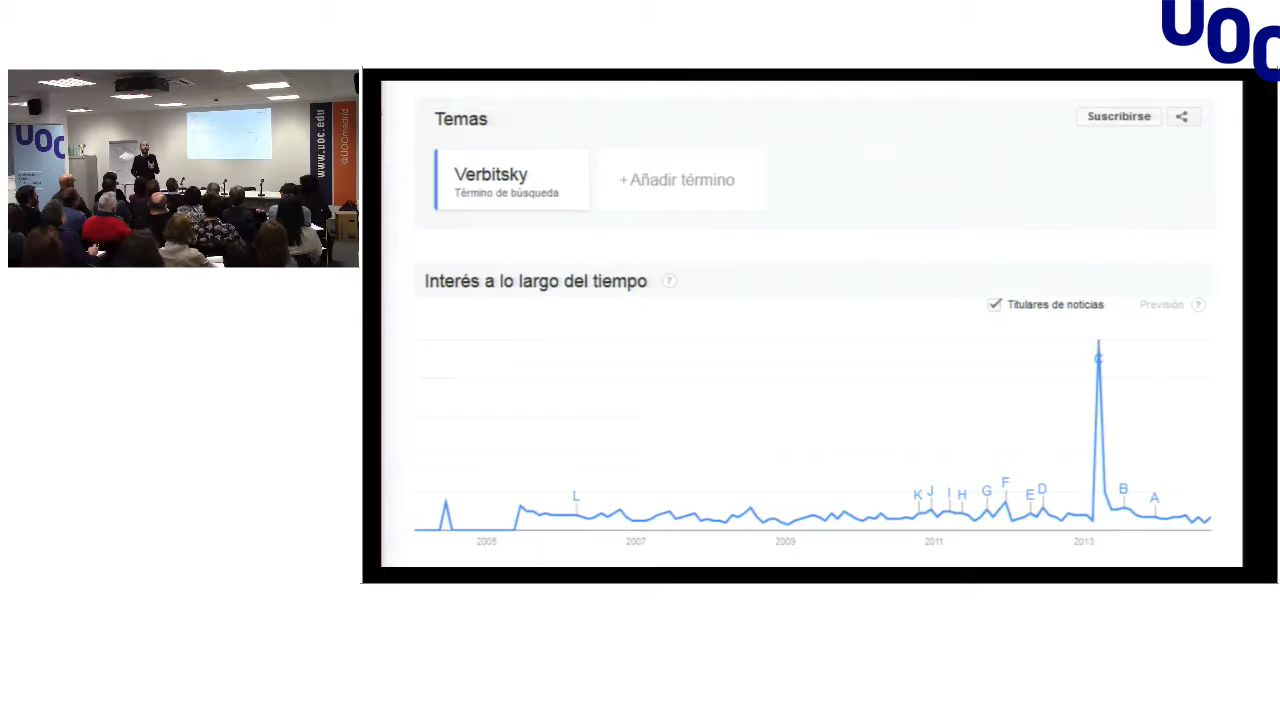 UOC
UOC
www.uoc.edu
@UOCmadrid
Temas
Suscribirse
Verbitsky
Término de búsqueda
+Añadir término
Interés a lo largo del tiempo ?
Titulares de noticias
Previsión ?
C
L
K J I H G F E D
B A
2005 2007 2009 2011 2013